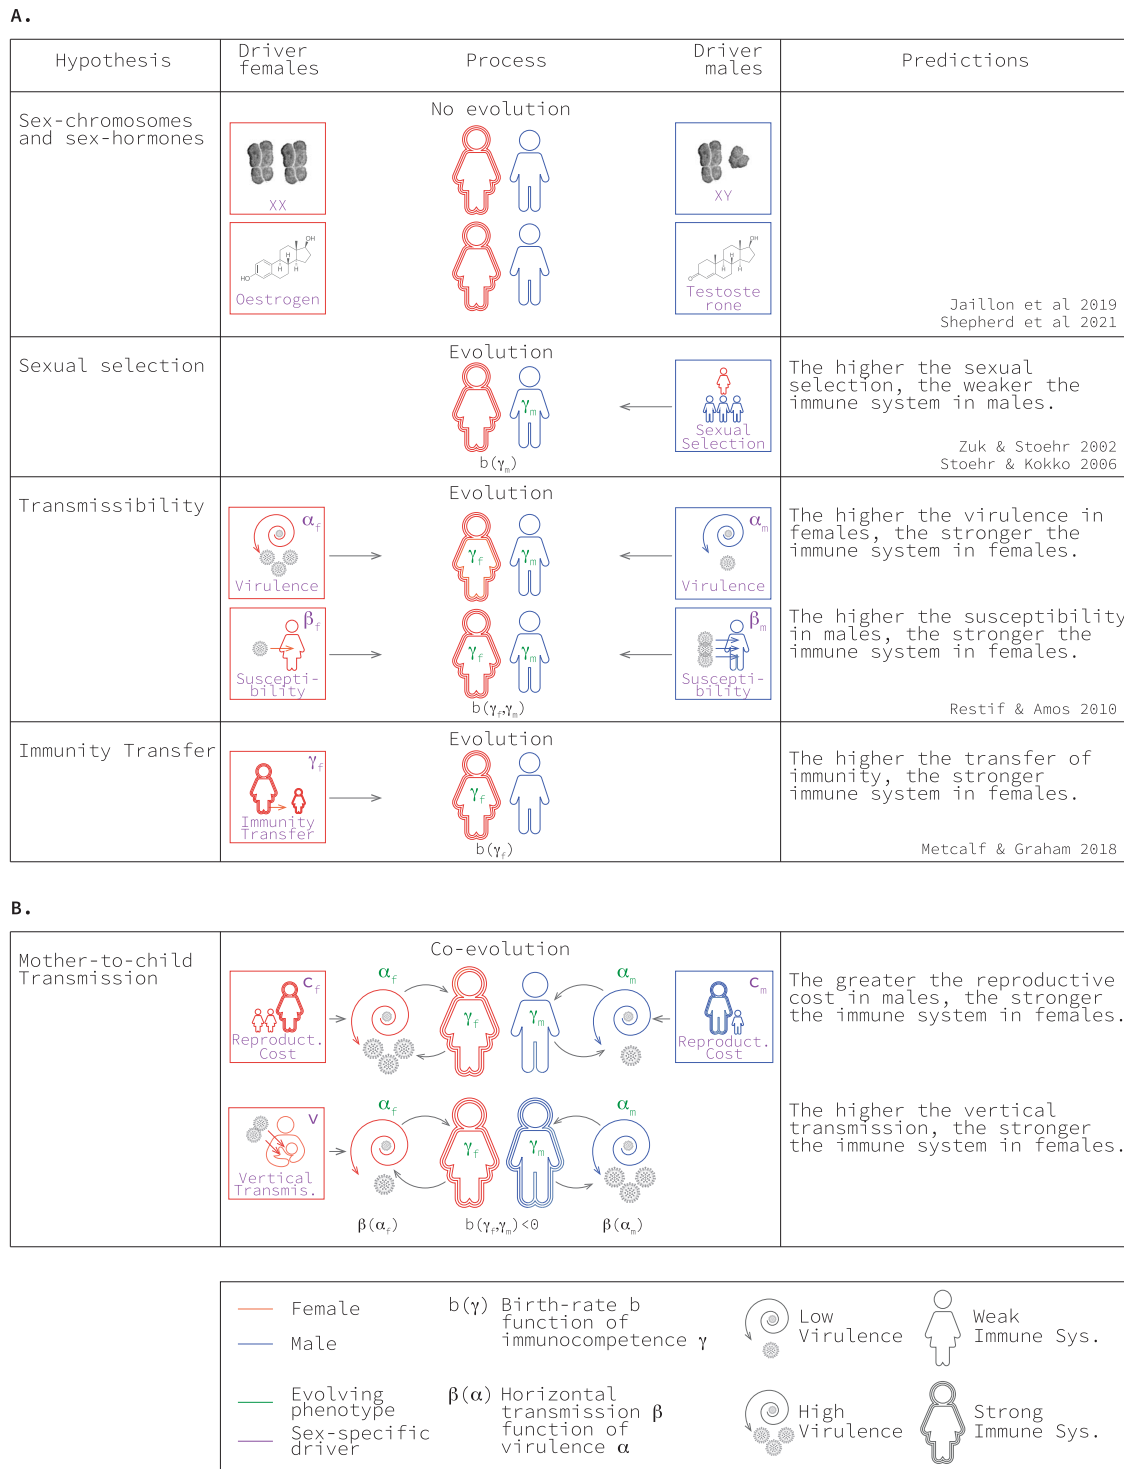 A.
Hypothesis
Driver
females
Process
Driver
males
Predictions
Sex-chromosomes
and sex-hormones
No evolution
XX
XY
OH
HO
H
H
H
Oestrogen
OH
O
H
H
H
Testoste
rone
Jaillon et al 2019
Shepherd et al 2021
Sexual selection
Evolution
γm
b(γm)
Sexual
Selection
The higher the sexual
selection, the weaker the
immune system in males.
Zuk & Stoehr 2002
Stoehr & Kokko 2006
Transmissibility
Evolution
αf
Virulence
γf
γm
αm
Virulence
The higher the virulence in
females, the stronger the
immune system in females.
βf
Suscepti-
bility
γf
γm
b(γf,γm)
βm
Suscepti-
bility
The higher the susceptibility
in males, the stronger the
immune system in females.
Restif & Amos 2010
Immunity Transfer
Evolution
γf
Immunity
Transfer
γf
b(γf)
The higher the transfer of
immunity, the stronger
immune system in females.
Metcalf & Graham 2018
B.
Mother-to-child
Transmission
Co-evolution
cf
Reproduct.
Cost
αf
γf
γm
αm
cm
Reproduct.
Cost
The greater the reproductive
cost in males, the stronger
the immune system in females.
v
Vertical
Transmis.
αf
γf
γm
αm
β(αf)
b(γf,γm)<0
β(αm)
The higher the vertical
transmission, the stronger
the immune system in females.
Female
Male
Evolving
phenotype
Sex-specific
driver
b(γ) Birth-rate b
function of
immunocompetence γ
β(α) Horizontal
transmission β
function of
virulence α
Low
Virulence
High
Virulence
Weak
Immune Sys.
Strong
Immune Sys.